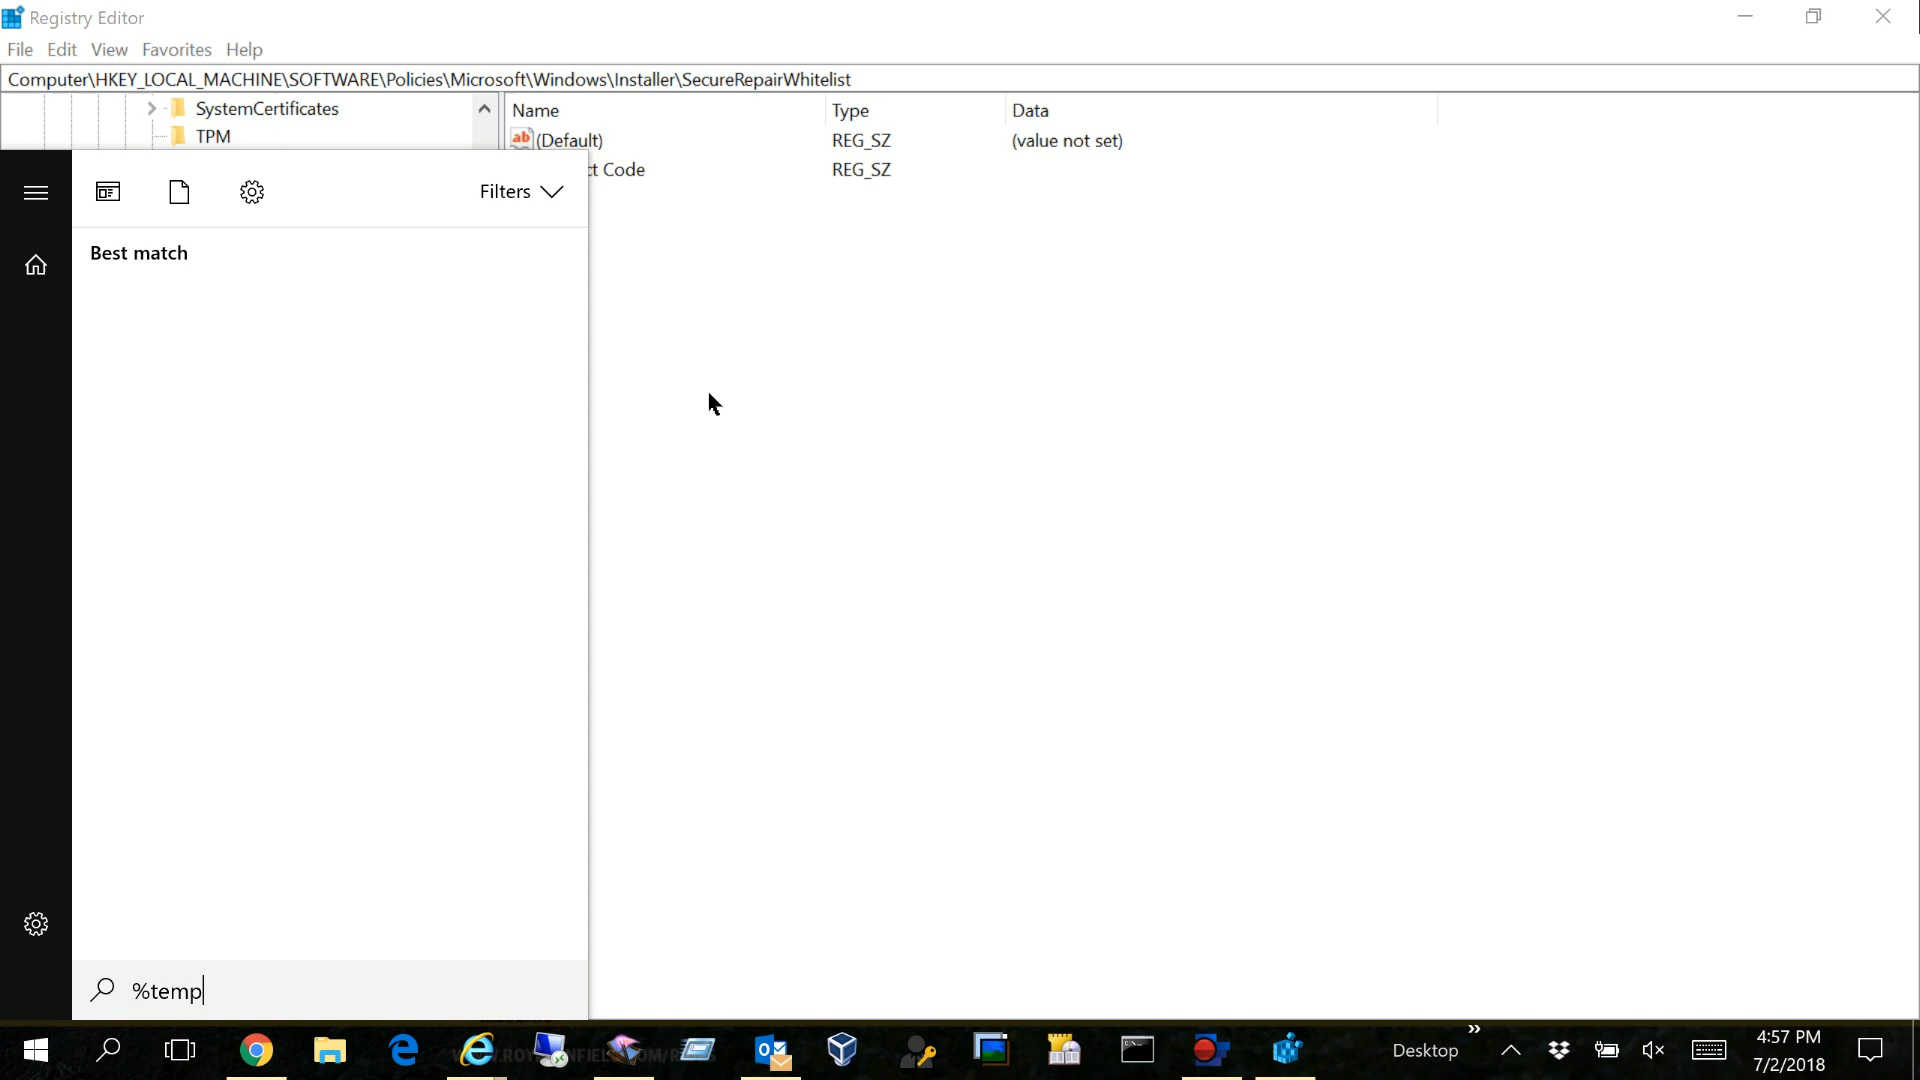 Registry Editor
File Edit View Favorites Help
Computer\HKEY_LOCAL_MACHINE\SOFTWARE\Policies\Microsoft\Windows\Installer\SecureRepairWhitelist
SystemCertificates
TPM
Name Type Data
ab (Default) REG_SZ (value not set)
ct Code REG_SZ
Filters
Best match
%temp
Desktop
4:57 PM
7/2/2018